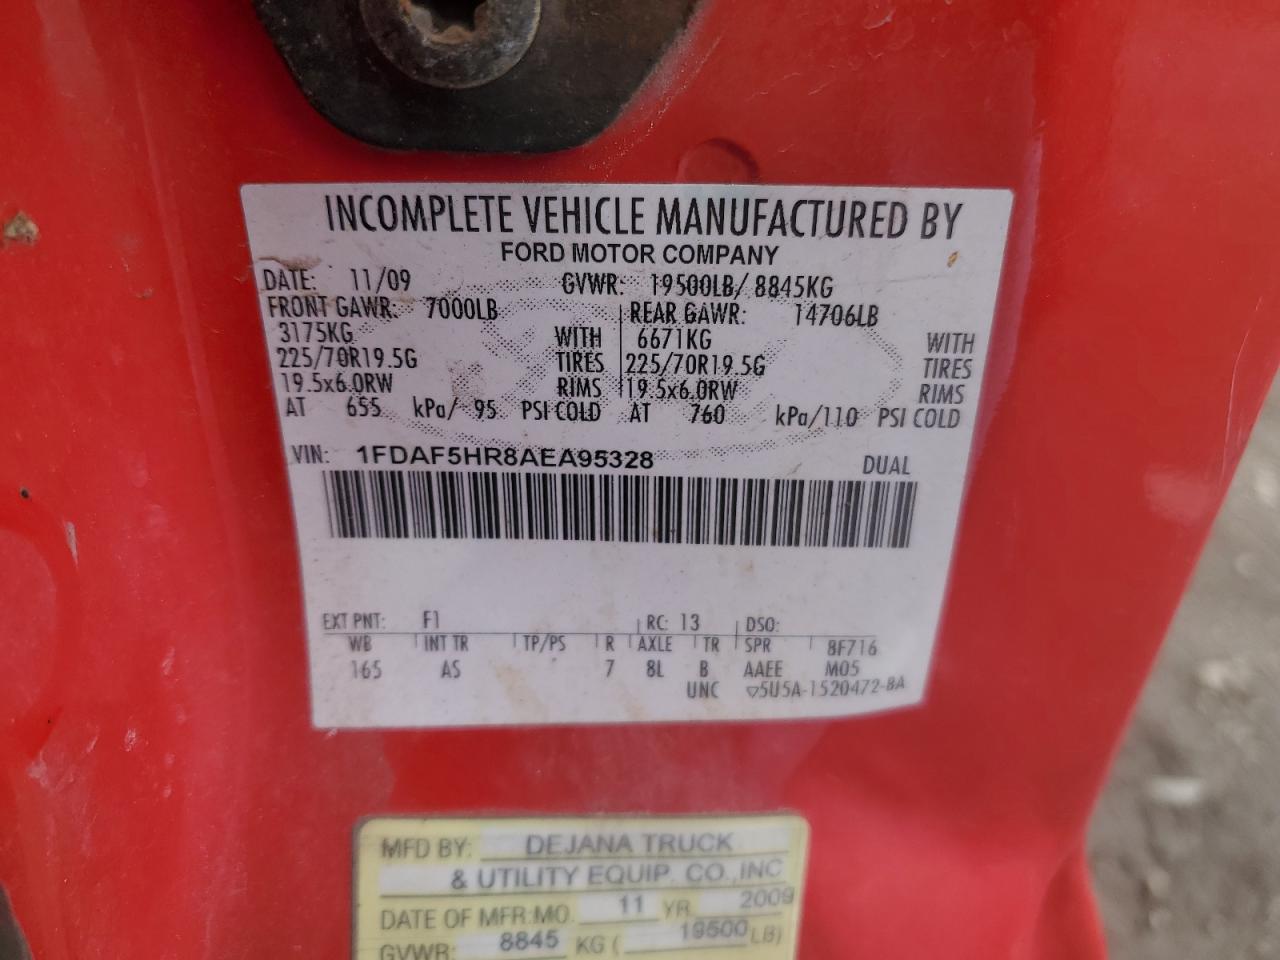 INCOMPLETE VEHICLE MANUFACTURED BY
FORD MOTOR COMPANY
DATE: 11/09 GVWR: 19500LB/ 8845KG
FRONT GAWR: 7000LB REAR GAWR: 14706LB
3175KG WITH 6671KG WITH
225/70R19.5G TIRES 225/70R19.5G TIRES
19.5x6.0RW RIMS 19.5x6.0RW RIMS
AT 655 kPa/ 95 PSI COLD AT 760 kPa/110 PSI COLD
VIN: 1FDAF5HR8AEA95328 DUAL
EXT PNT: F1 RC: 13 DSO:
WB INT TR TP/PS R AXLE TR SPR 8F716
165 AS 7 8L B AAEE M05
UNC ▽5U5A-1520472-BA
MFD BY: DEJANA TRUCK
& UTILITY EQUIP. CO.,INC
DATE OF MFR:MO. 11 YR. 2009
GVWR: 8845 KG ( 19500 LB)